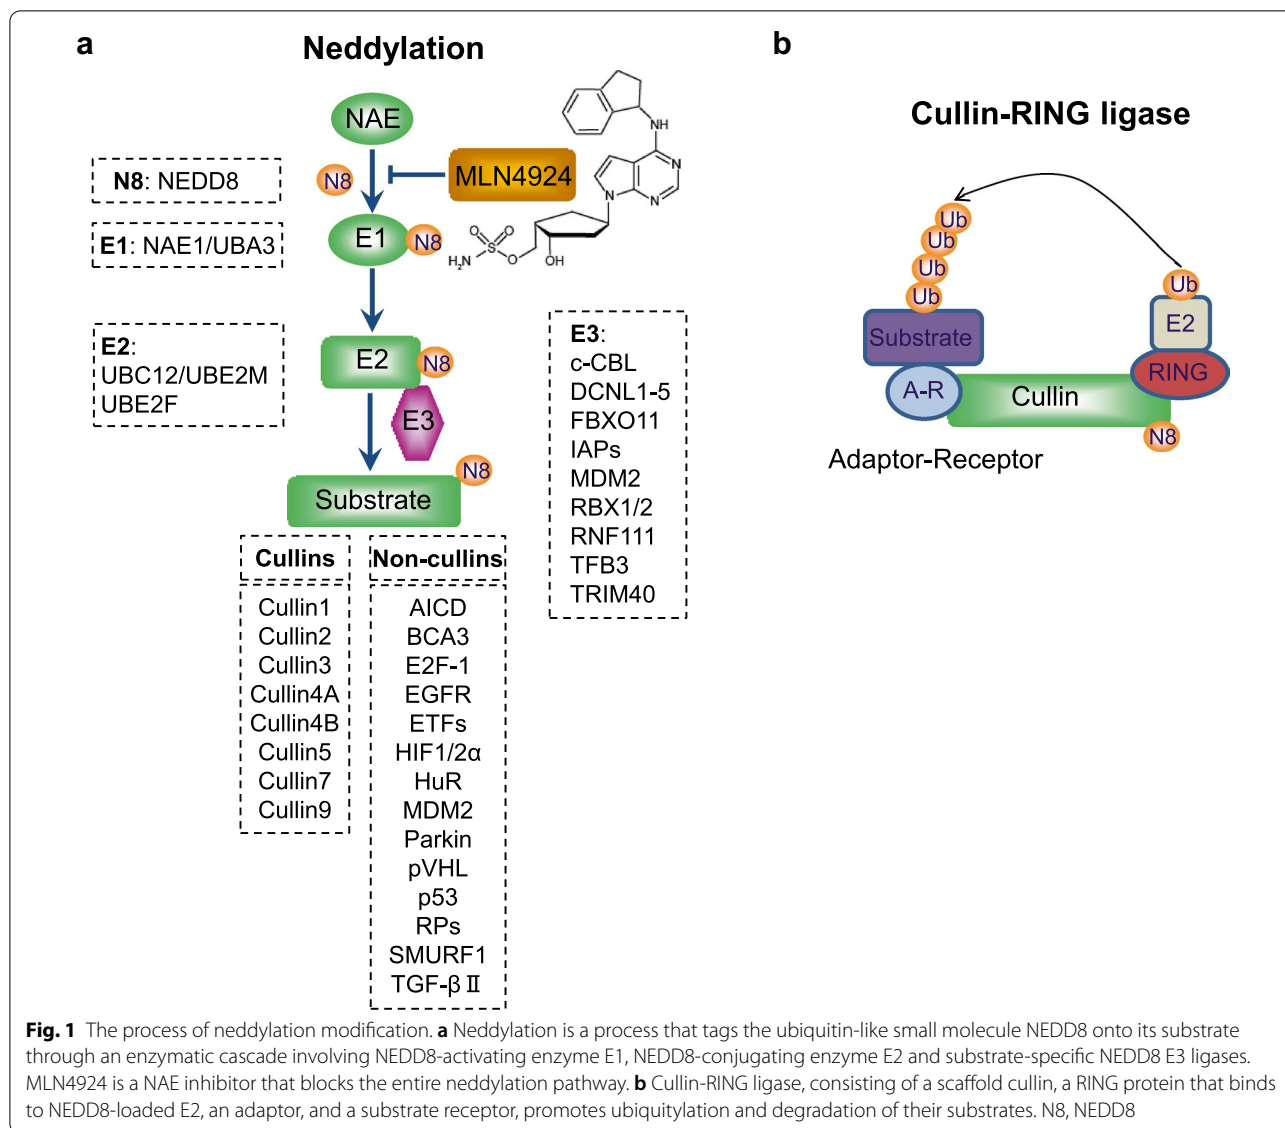 a
Neddylation
NAE
N8
MLN4924
N8: NEDD8
E1: NAE1/UBA3
E1
N8
NH
N
N
N
O
O
S
H₂N
O
OH
E2:
UBC12/UBE2M
UBE2F
E2
N8
E3
N8
Substrate
E3:
c-CBL
DCNL1-5
FBXO11
IAPs
MDM2
RBX1/2
RNF111
TFB3
TRIM40
Cullins
Cullin1
Cullin2
Cullin3
Cullin4A
Cullin4B
Cullin5
Cullin7
Cullin9
Non-cullins
AICD
BCA3
E2F-1
EGFR
ETFs
HIF1/2α
HuR
MDM2
Parkin
pVHL
p53
RPs
SMURF1
TGF-β Ⅱ
b
Cullin-RING ligase
Ub
Ub
Ub
Ub
Substrate
A-R
Cullin
Ub
E2
RING
N8
Adaptor-Receptor
Fig. 1 The process of neddylation modification. a Neddylation is a process that tags the ubiquitin-like small molecule NEDD8 onto its substrate
through an enzymatic cascade involving NEDD8-activating enzyme E1, NEDD8-conjugating enzyme E2 and substrate-specific NEDD8 E3 ligases.
MLN4924 is a NAE inhibitor that blocks the entire neddylation pathway. b Cullin-RING ligase, consisting of a scaffold cullin, a RING protein that binds
to NEDD8-loaded E2, an adaptor, and a substrate receptor, promotes ubiquitylation and degradation of their substrates. N8, NEDD8